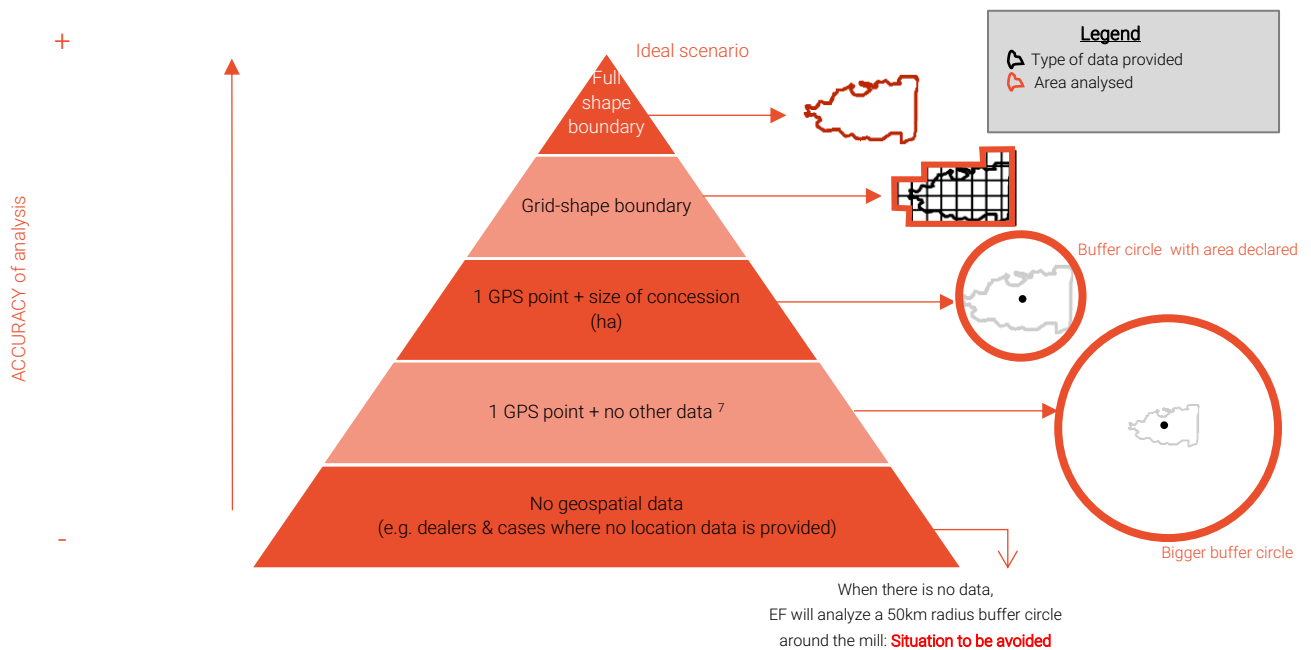 +
Ideal scenario
Legend
Type of data provided
Area analysed
Full
shape
boundary
Grid-shape boundary
ACCURACY of analysis
Buffer circle with area declared
1 GPS point + size of concession
(ha)
1 GPS point + no other data 7
No geospatial data
(e.g. dealers & cases where no location data is provided)
-
Bigger buffer circle
When there is no data,
EF will analyze a 50km radius buffer circle
around the mill: Situation to be avoided